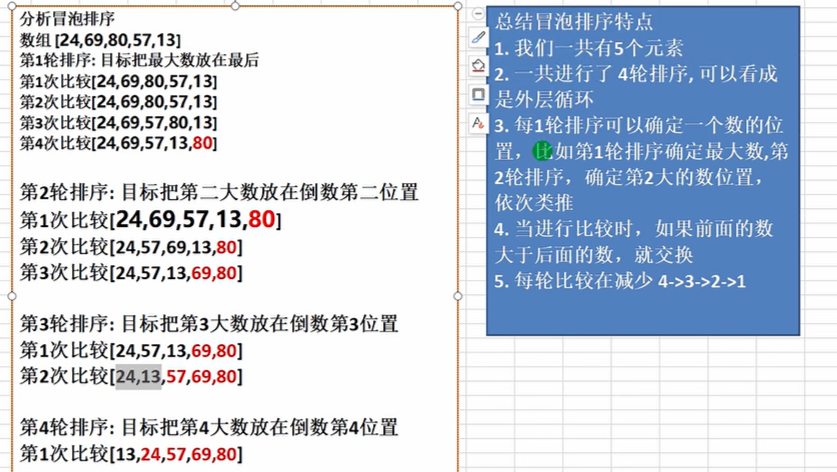 分析冒泡排序
数组 [24,69,80,57,13]
第1轮排序: 目标把最大数放在最后
第1次比较[24,69,80,57,13]
第2次比较[24,69,80,57,13]
第3次比较[24,69,57,80,13]
第4次比较[24,69,57,13,80]
第2轮排序: 目标把第二大数放在倒数第二位置
第1次比较[24,69,57,13,80]
第2次比较[24,57,69,13,80]
第3次比较[24,57,13,69,80]
第3轮排序: 目标把第3大数放在倒数第3位置
第1次比较[24,57,13,69,80]
第2次比较[24,13,57,69,80]
第4轮排序: 目标把第4大数放在倒数第4位置
第1次比较[13,24,57,69,80]
总结冒泡排序特点
1. 我们一共有5个元素
2. 一共进行了 4轮排序, 可以看成
是外层循环
3. 每1轮排序可以确定一个数的位
置，比如第1轮排序确定最大数,第
2轮排序，确定第2大的数位置，
依次类推
4. 当进行比较时，如果前面的数
大于后面的数，就交换
5. 每轮比较在减少 4->3->2->1